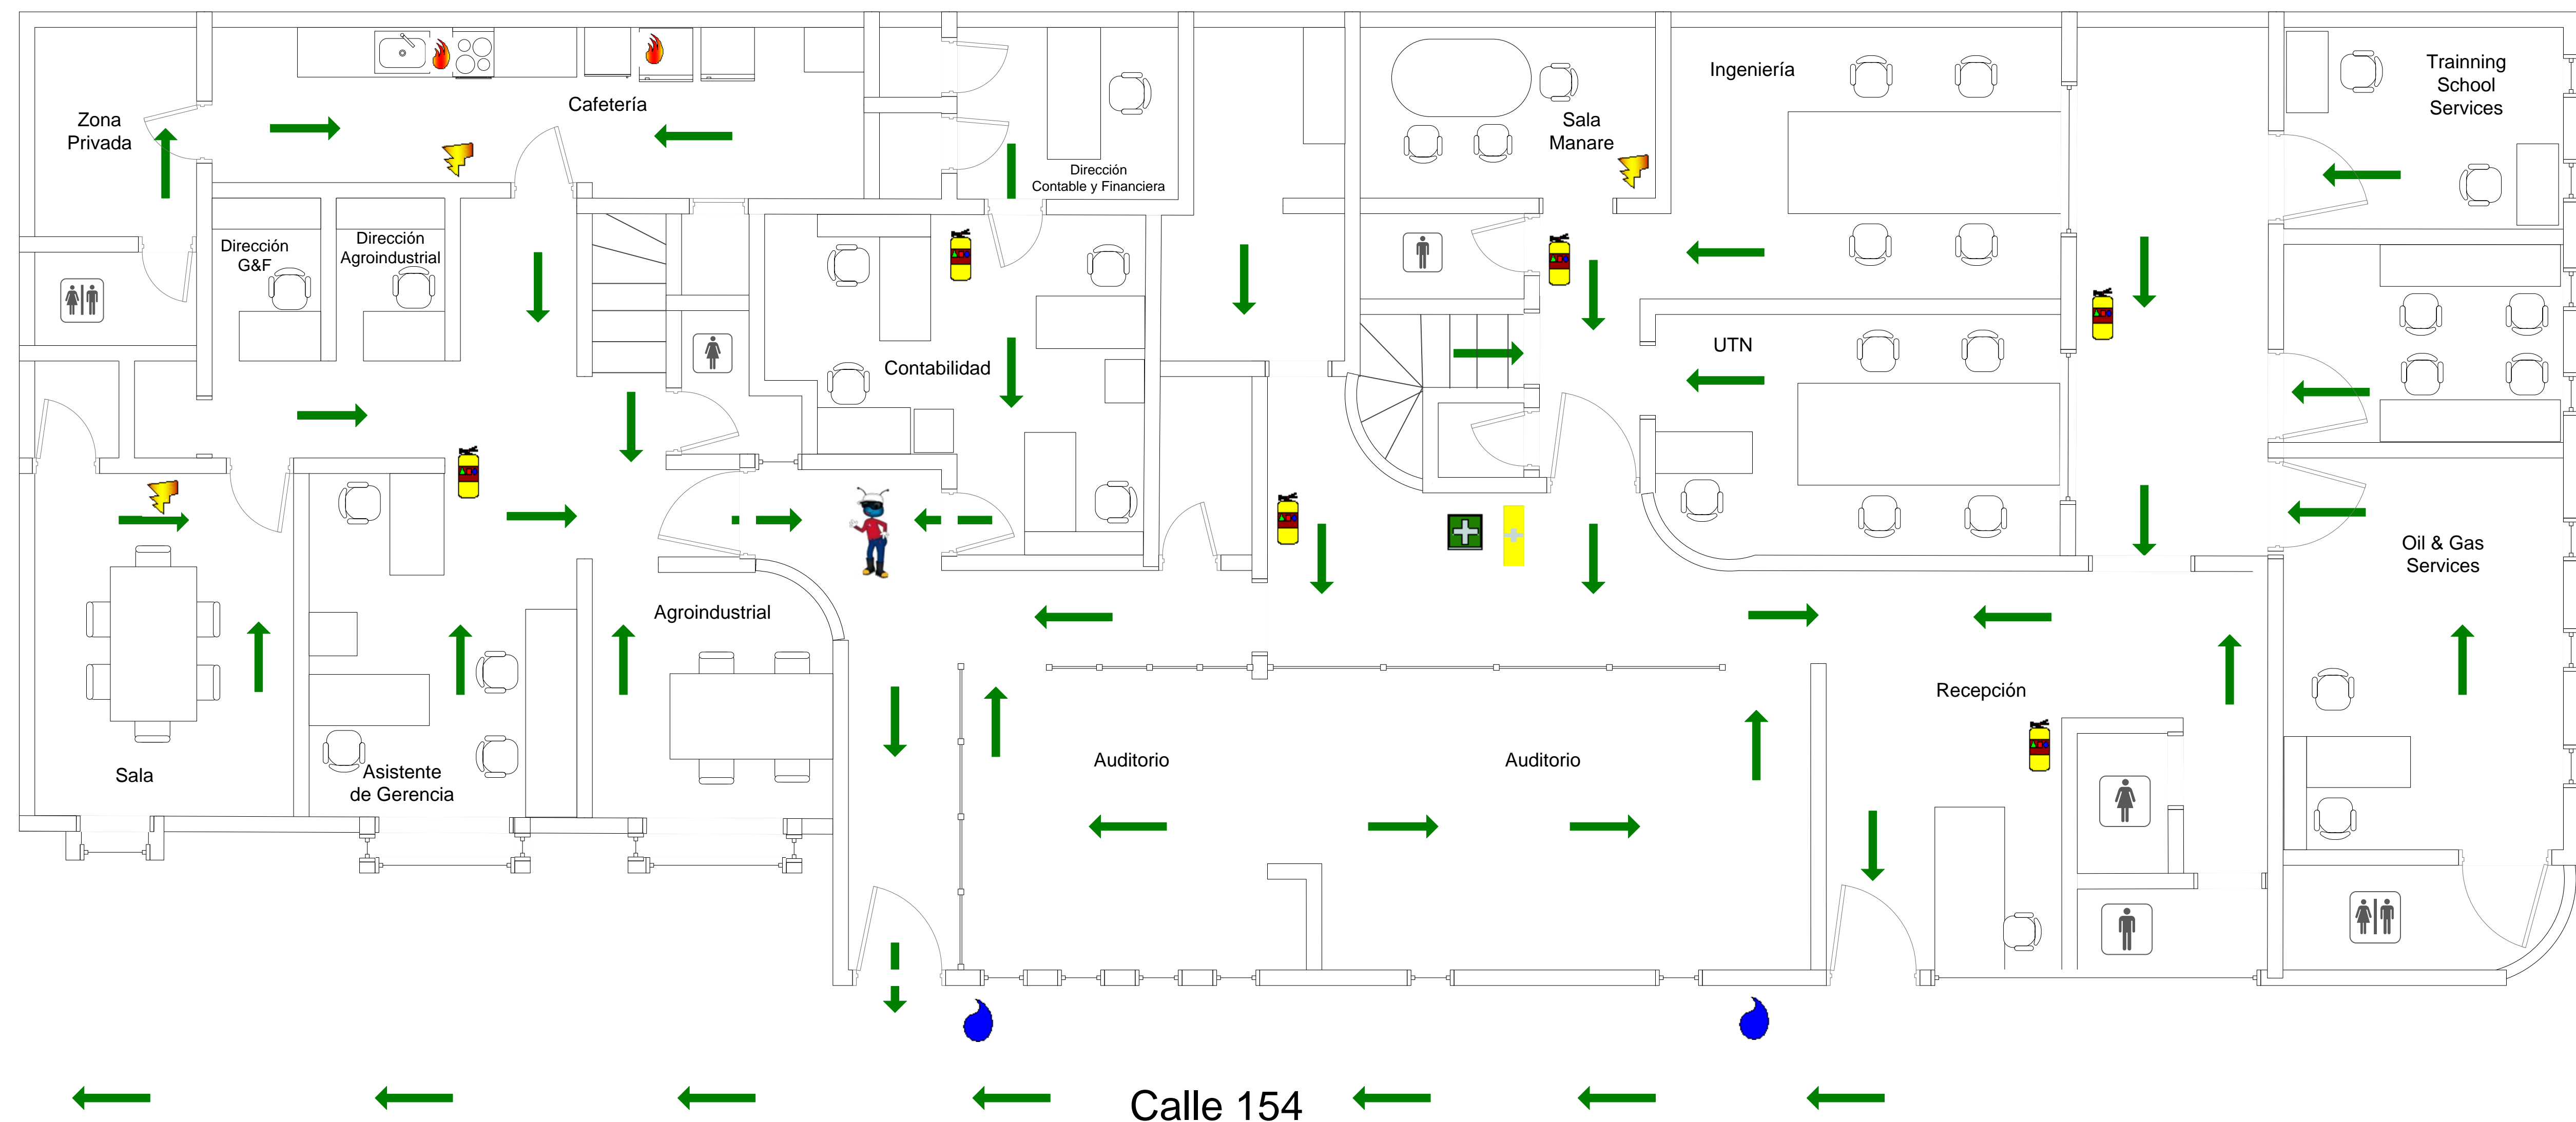 Zona
Privada
Cafetería
Dirección
Contable y Financiera
Sala
Manare
Ingeniería
Trainning
School
Services
Dirección
G&F
Dirección
Agroindustrial
Contabilidad
UTN
Oil & Gas
Services
Agroindustrial
Recepción
Sala
Asistente
de Gerencia
Auditorio
Auditorio
Calle 154